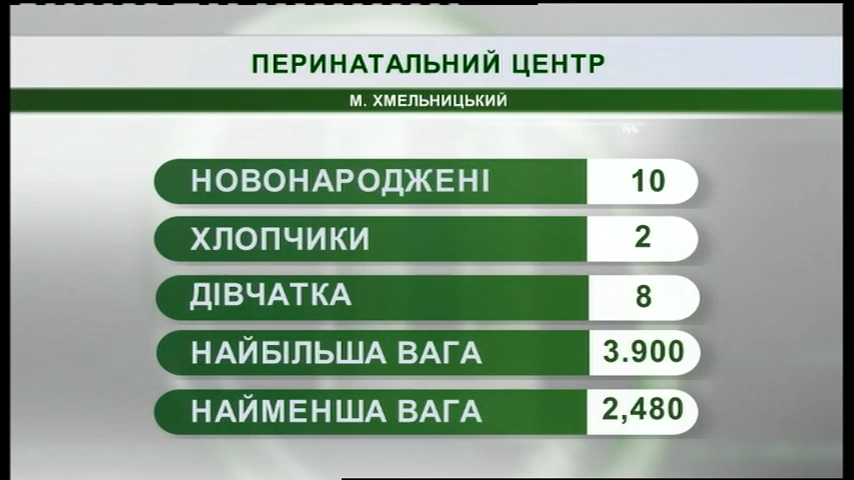 ПЕРИНАТАЛЬНИЙ ЦЕНТР
М. ХМЕЛЬНИЦЬКИЙ
НОВОНАРОДЖЕНІ 10
ХЛОПЧИКИ 2
ДІВЧАТКА 8
НАЙБІЛЬША ВАГА 3.900
НАЙМЕНША ВАГА 2,480